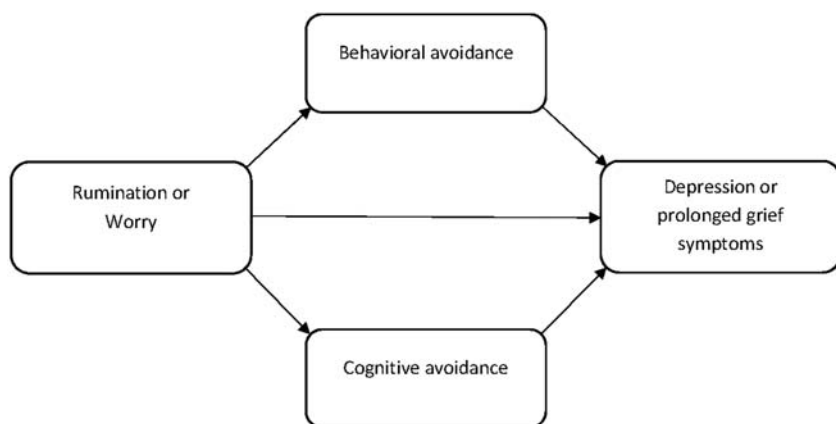 Behavioral avoidance
Rumination or
Worry
Depression or
prolonged grief
symptoms
Cognitive avoidance